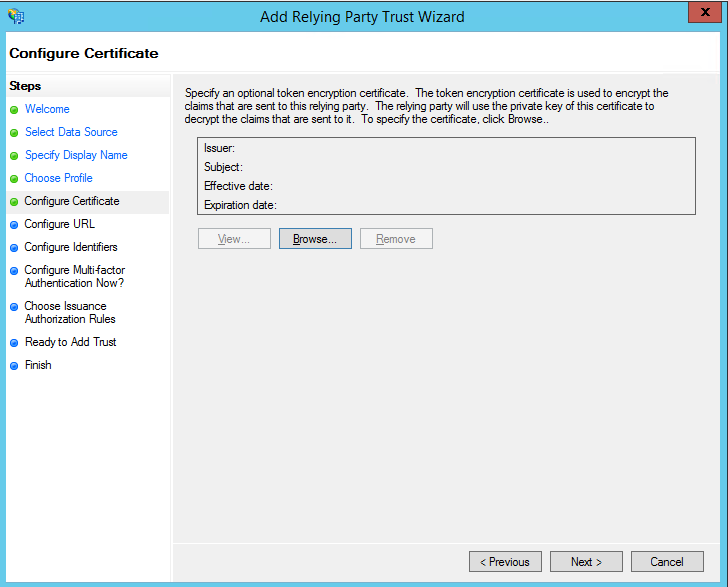 Add Relying Party Trust Wizard
x
Configure Certificate
Steps
Welcome
Select Data Source
Specify Display Name
Choose Profile
Configure Certificate
Configure URL
Configure Identifiers
Configure Multi-factor
Authentication Now?
Choose Issuance
Authorization Rules
Ready to Add Trust
Finish
Specify an optional token encryption certificate. The token encryption certificate is used to encrypt the
claims that are sent to this relying party. The relying party will use the private key of this certificate to
decrypt the claims that are sent to it. To specify the certificate, click Browse..
Issuer:
Subject:
Effective date:
Expiration date:
View... Browse... Remove
< Previous Next > Cancel